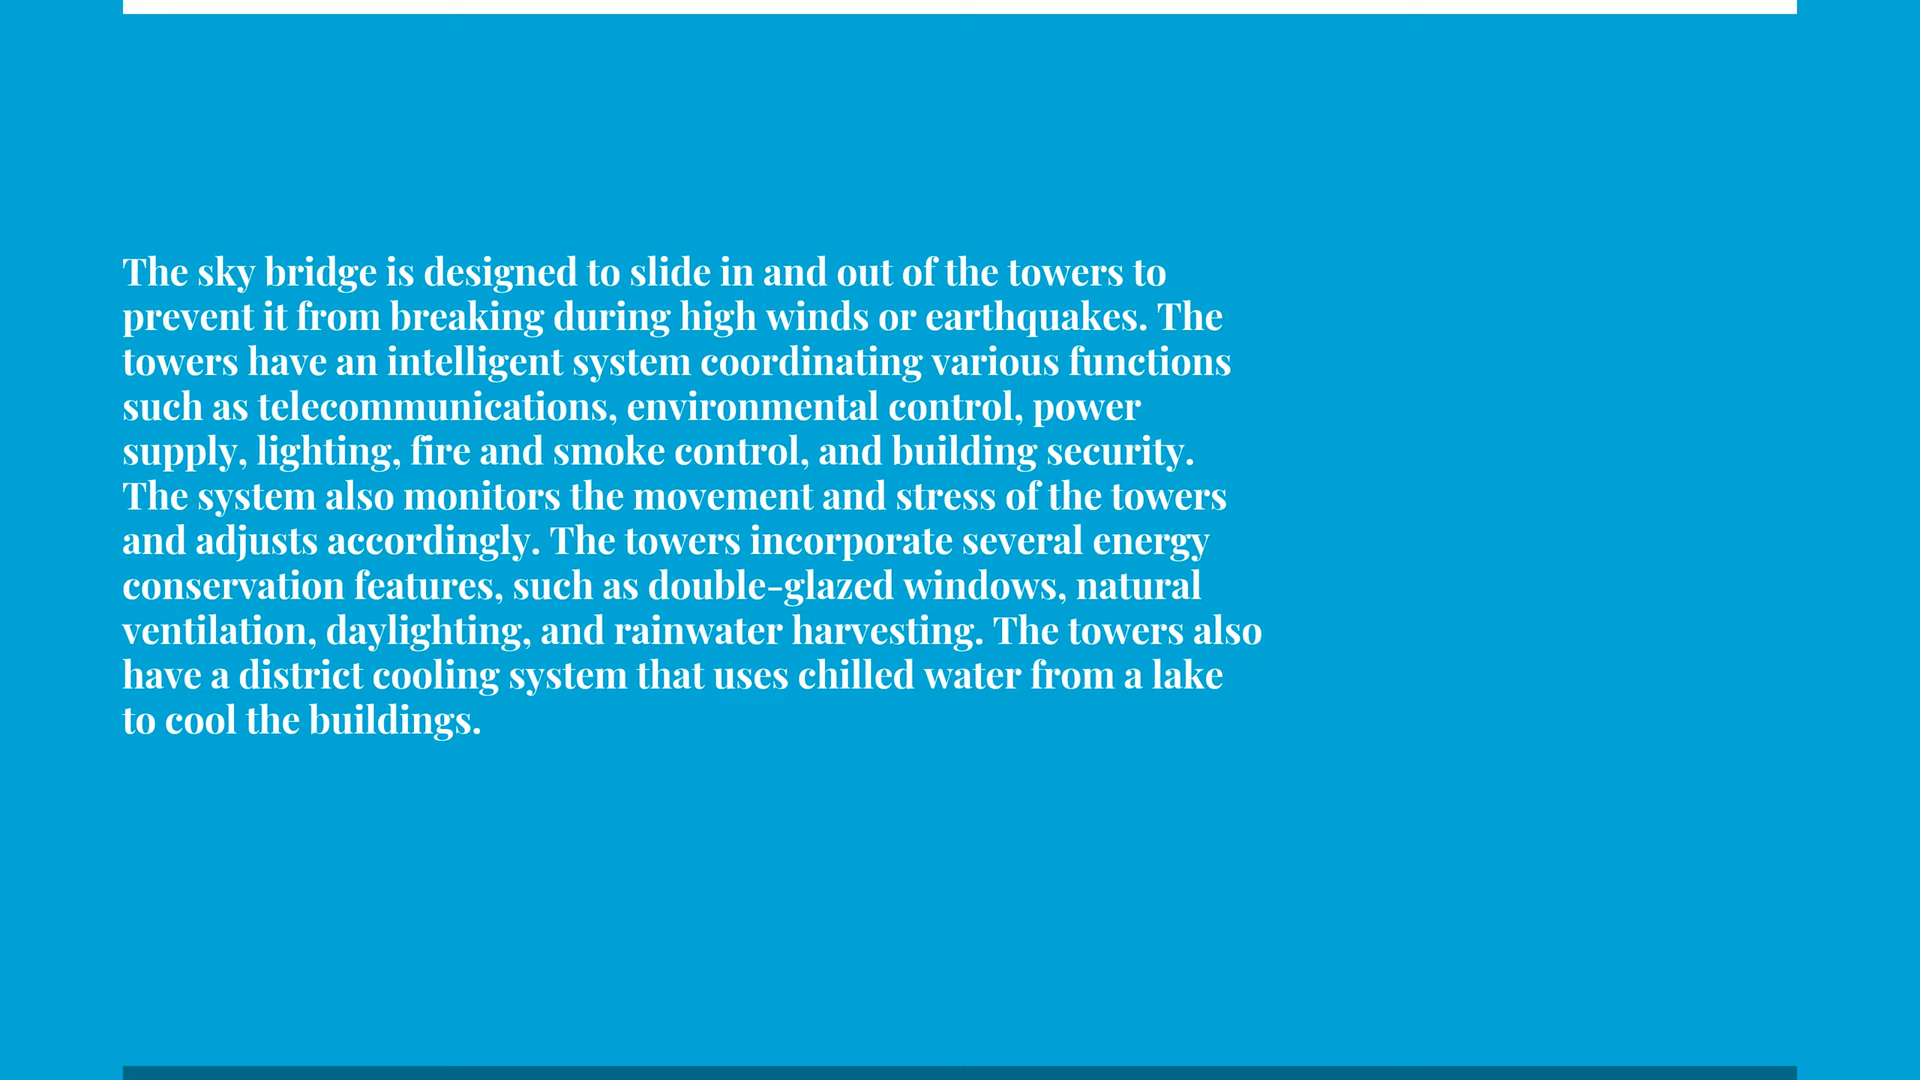 The sky bridge is designed to slide in and out of the towers to
prevent it from breaking during high winds or earthquakes. The
towers have an intelligent system coordinating various functions
such as telecommunications, environmental control, power
supply, lighting, fire and smoke control, and building security.
The system also monitors the movement and stress of the towers
and adjusts accordingly. The towers incorporate several energy
conservation features, such as double-glazed windows, natural
ventilation, daylighting, and rainwater harvesting. The towers also
have a district cooling system that uses chilled water from a lake
to cool the buildings.